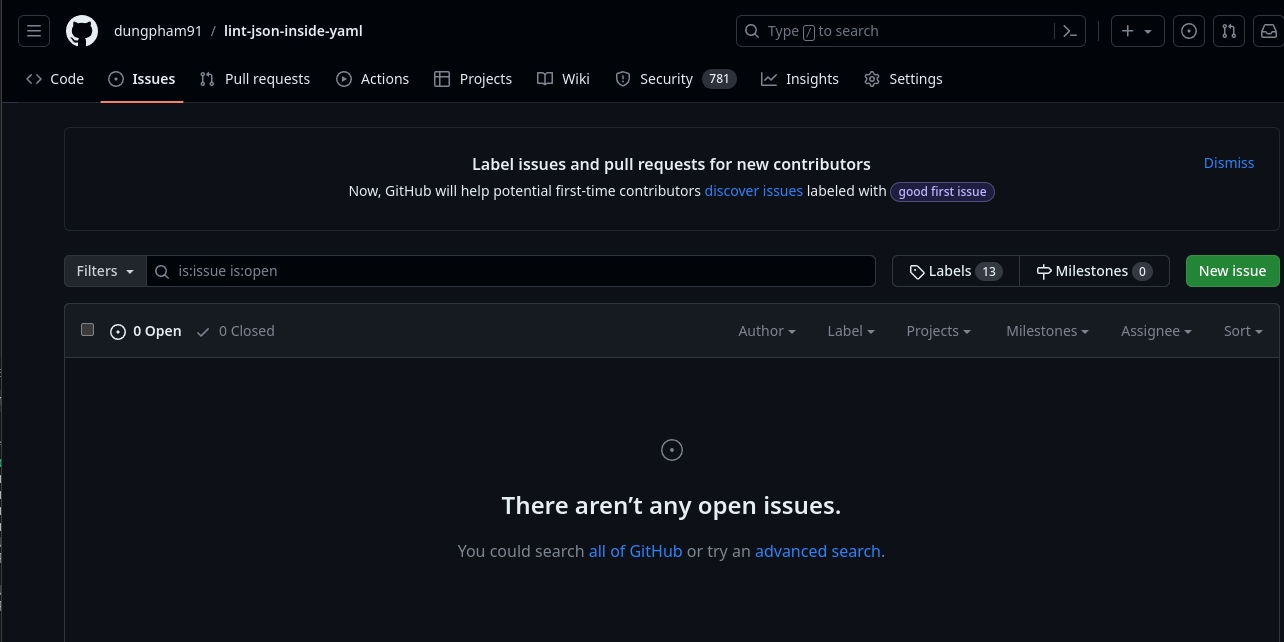 dungpham91 / lint-json-inside-yaml Type / to search
Code Issues Pull requests Actions Projects Wiki Security 781 Insights Settings
Label issues and pull requests for new contributors Dismiss
Now, GitHub will help potential first-time contributors discover issues labeled with good first issue
Filters is:issue is:open Labels 13 Milestones 0 New issue
0 Open 0 Closed Author Label Projects Milestones Assignee Sort
There aren’t any open issues.
You could search all of GitHub or try an advanced search.